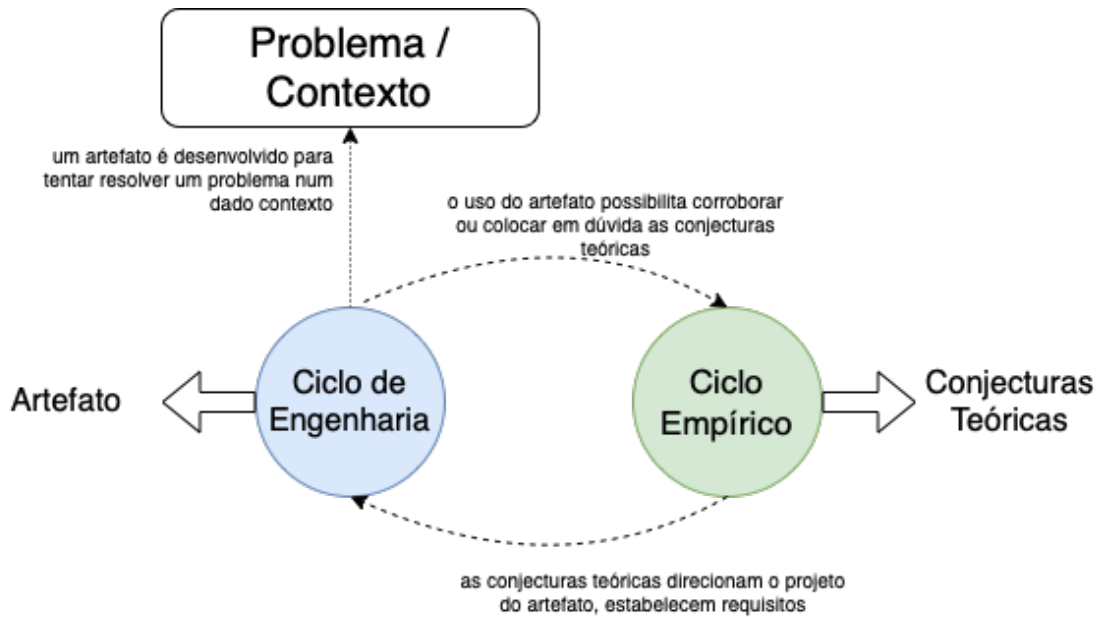 Problema /
Contexto
um artefato é desenvolvido para
tentar resolver um problema num
dado contexto
o uso do artefato possibilita corroborar
ou colocar em dúvida as conjecturas
teóricas
Artefato
Ciclo de
Engenharia
Ciclo
Empírico
Conjecturas
Teóricas
as conjecturas teóricas direcionam o projeto
do artefato, estabelecem requisitos